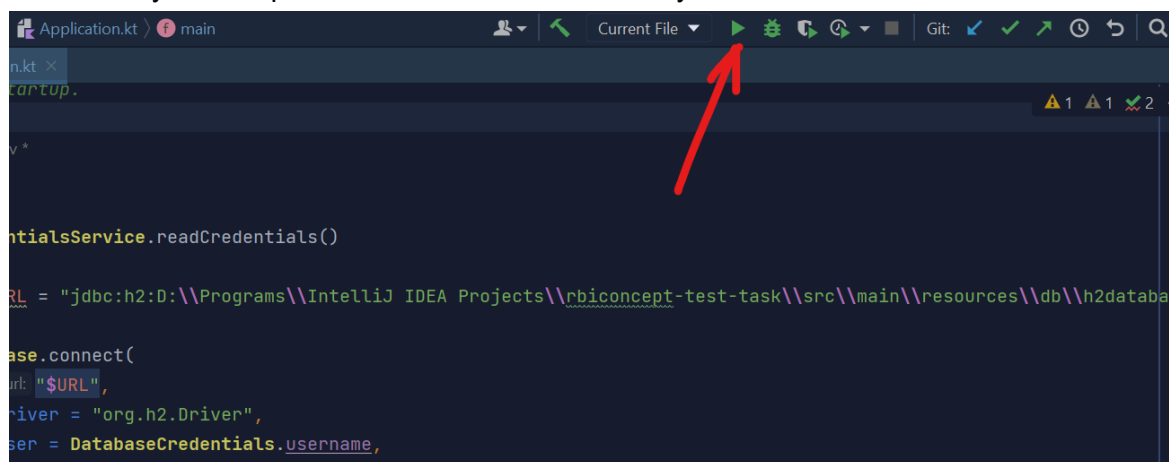 Application.kt f main Current File Git:
n.kt
tartup.
1 1 2
v *
ntialsService.readCredentials()
RL = "jdbc:h2:D:\\Programs\\IntelliJ IDEA Projects\\rbiconcept-test-task\\src\\main\\resources\\db\\h2databa
ase.connect(
url: "$URL",
river = "org.h2.Driver",
ser = DatabaseCredentials.username,